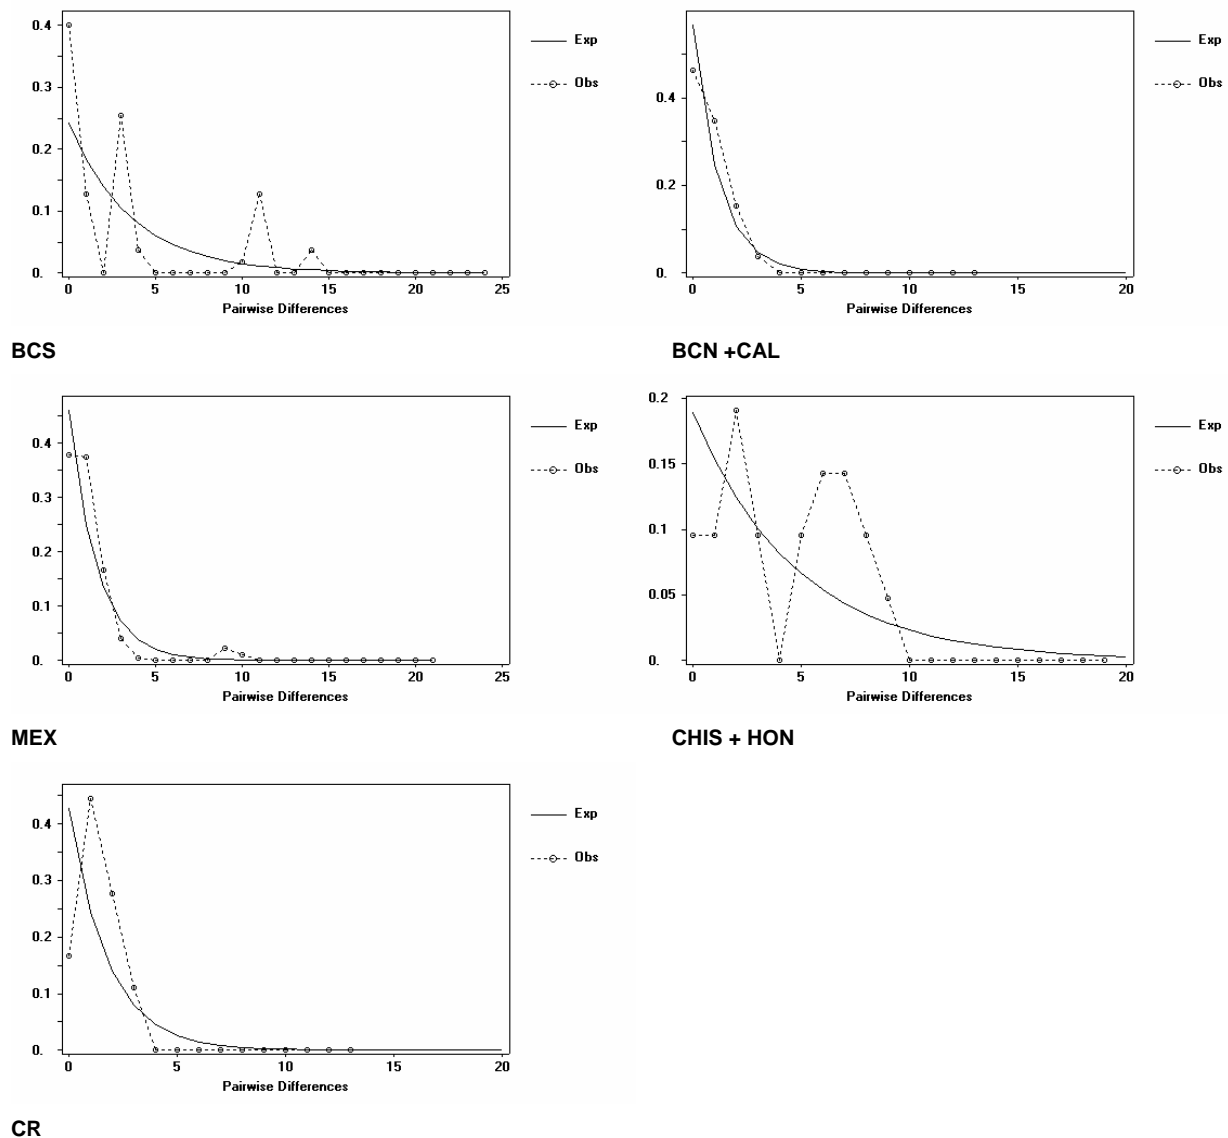 0.4
0.3
0.2
0.1
0.
0 5 10 15 20 25
Pairwise Differences
Exp
Obs
BCS
0.4
0.2
0.
0 5 10 15 20
Pairwise Differences
Exp
Obs
BCN +CAL
0.4
0.3
0.2
0.1
0.
0 5 10 15 20 25
Pairwise Differences
Exp
Obs
MEX
0.2
0.15
0.1
0.05
0.
0 5 10 15 20
Pairwise Differences
Exp
Obs
CHIS + HON
0.4
0.3
0.2
0.1
0.
0 5 10 15 20
Pairwise Differences
Exp
Obs
CR